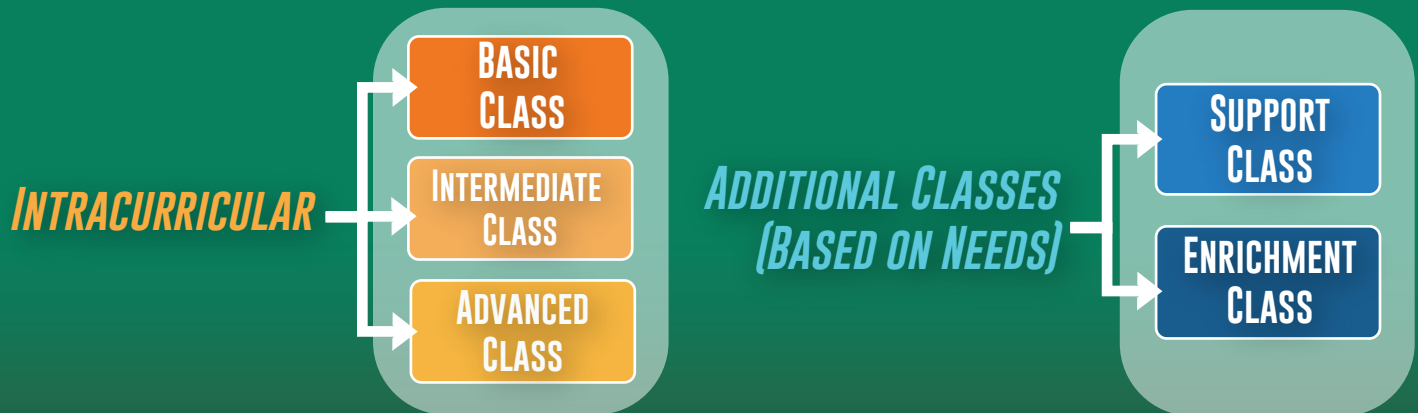 INTRACURRICULAR
BASIC
CLASS
INTERMEDIATE
CLASS
ADVANCED
CLASS
ADDITIONAL CLASSES
(BASED ON NEEDS)
SUPPORT
CLASS
ENRICHMENT
CLASS